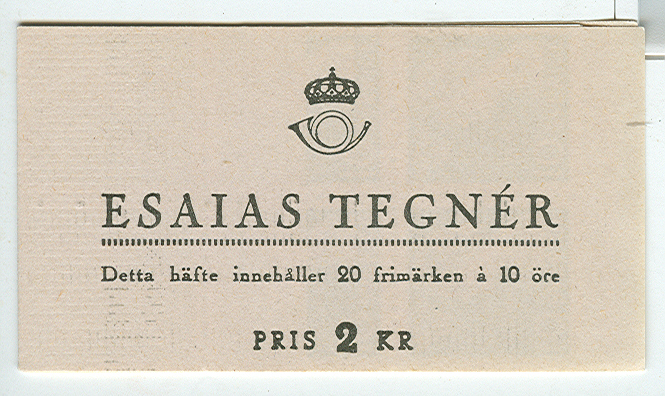 ESAIAS TEGNÉR
Detta häfte innehåller 20 frimärken à 10 öre
PRIS 2 KR